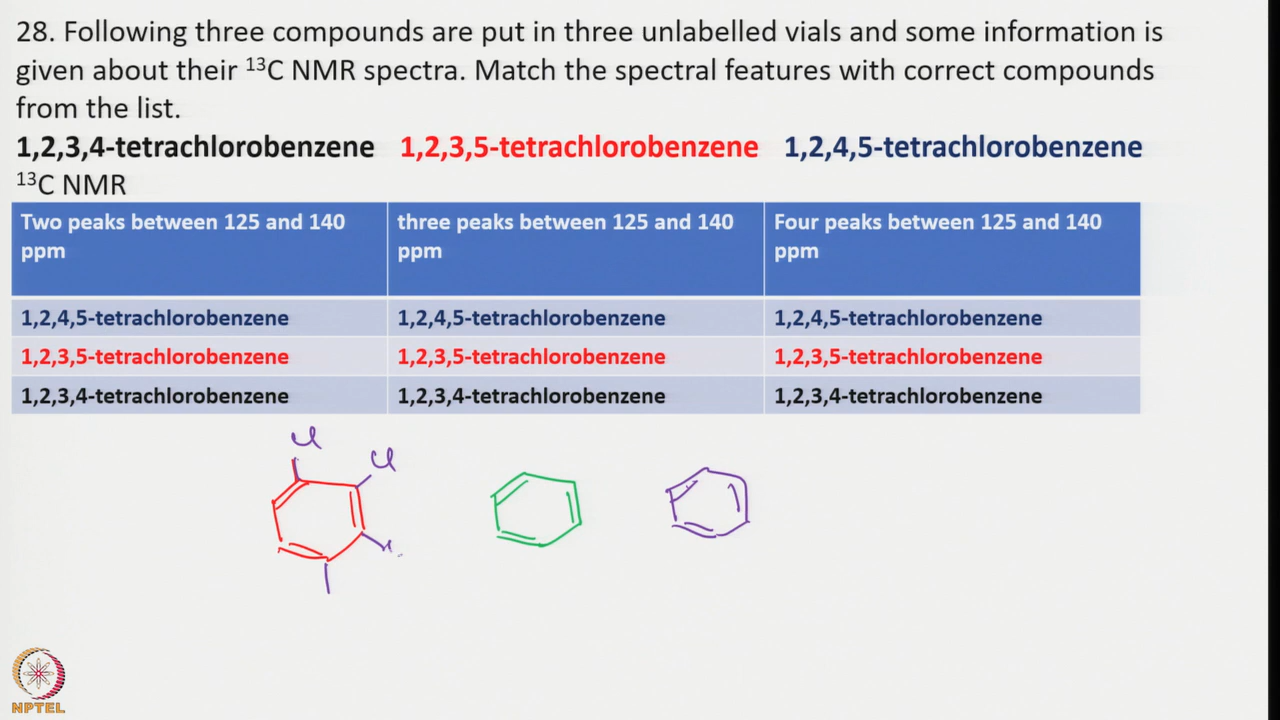 28. Following three compounds are put in three unlabelled vials and some information is
given about their ¹³C NMR spectra. Match the spectral features with correct compounds
from the list.
1,2,3,4-tetrachlorobenzene 1,2,3,5-tetrachlorobenzene 1,2,4,5-tetrachlorobenzene
¹³C NMR
Two peaks between 125 and 140 ppm
three peaks between 125 and 140 ppm
Four peaks between 125 and 140 ppm
1,2,4,5-tetrachlorobenzene 1,2,4,5-tetrachlorobenzene 1,2,4,5-tetrachlorobenzene
1,2,3,5-tetrachlorobenzene 1,2,3,5-tetrachlorobenzene 1,2,3,5-tetrachlorobenzene
1,2,3,4-tetrachlorobenzene 1,2,3,4-tetrachlorobenzene 1,2,3,4-tetrachlorobenzene
Cl
Cl
NPTEL